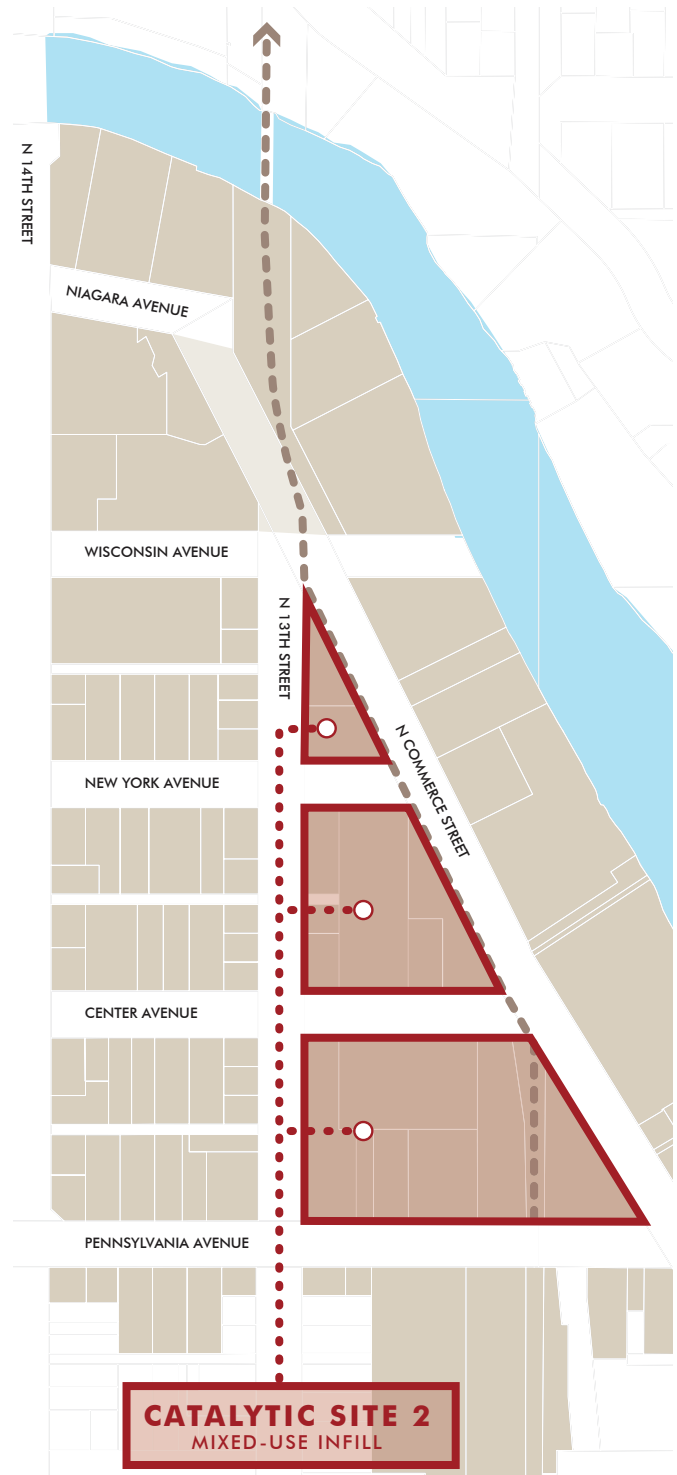 N 14TH STREET
NIAGARA AVENUE
WISCONSIN AVENUE
N 13TH STREET
N COMMERCE STREET
NEW YORK AVENUE
CENTER AVENUE
PENNSYLVANIA AVENUE
CATALYTIC SITE 2
MIXED-USE INFILL